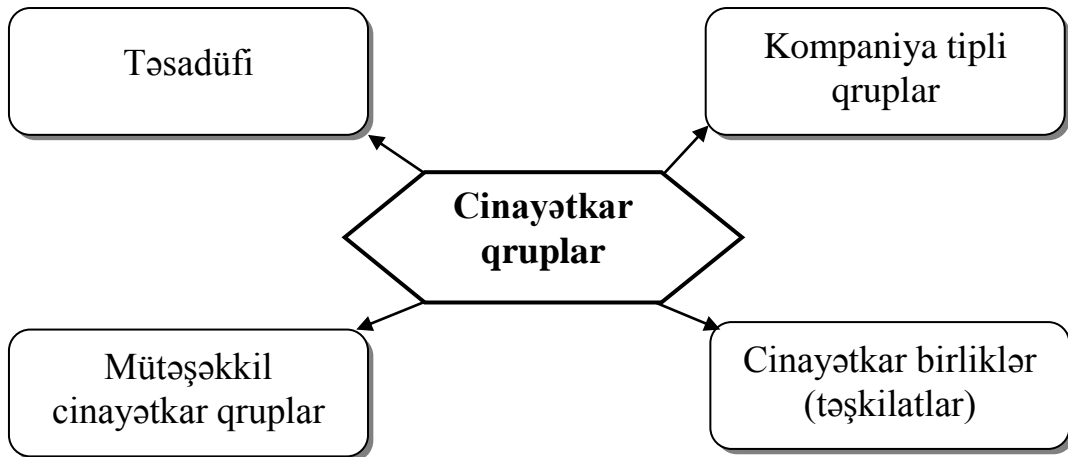 Təsadüfi
Kompaniya tipli
qruplar
Cinayətkar
qruplar
Mütəşəkkil
cinayətkar qruplar
Cinayətkar birliklər
(təşkilatlar)